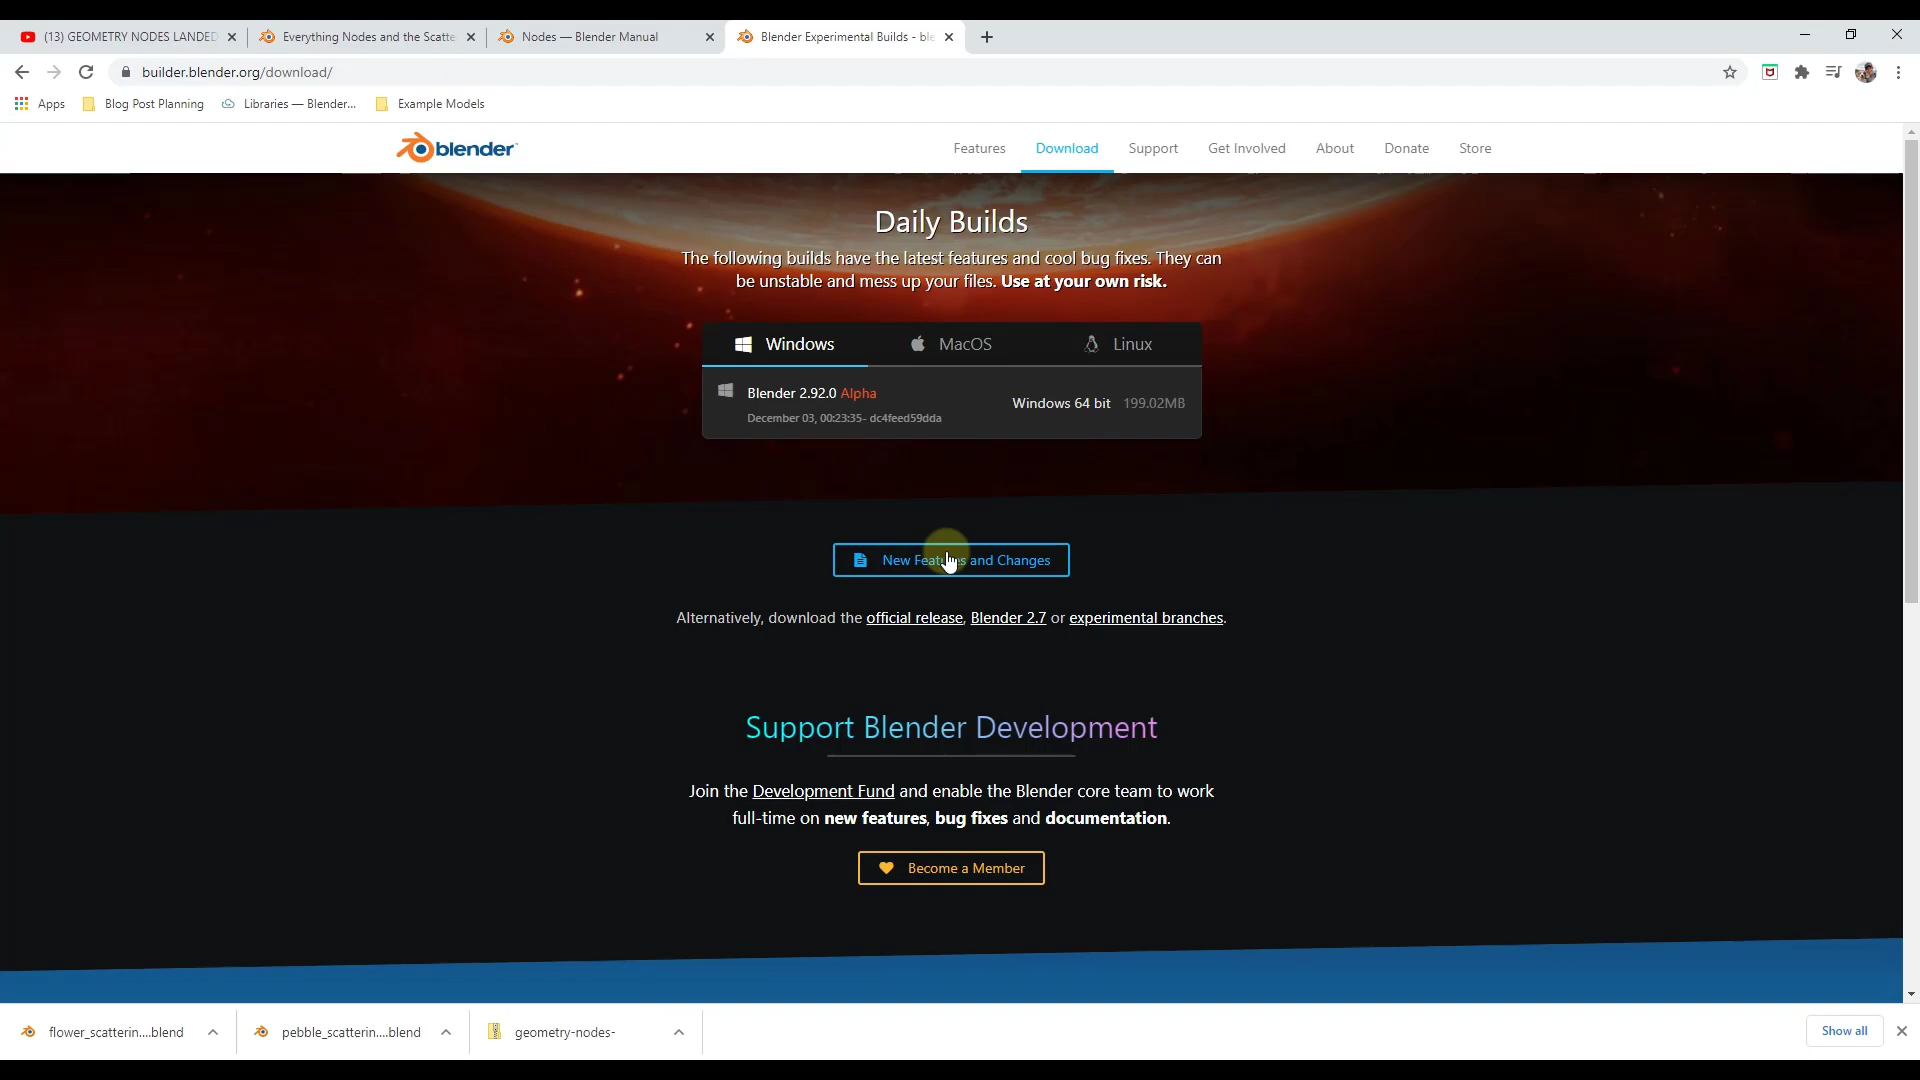 (13) GEOMETRY NODES LANDED
Everything Nodes and the Scatte
Nodes — Blender Manual
Blender Experimental Builds - ble
builder.blender.org/download/
Apps
Blog Post Planning
Libraries — Blender...
Example Models
blender
Features
Download
Support
Get Involved
About
Donate
Store
Daily Builds
The following builds have the latest features and cool bug fixes. They can
be unstable and mess up your files. Use at your own risk.
Windows
MacOS
Linux
Blender 2.92.0 Alpha
Windows 64 bit 199.02MB
December 03, 00:23:35- dc4feed59dda
New Features and Changes
Alternatively, download the official release, Blender 2.7 or experimental branches.
Support Blender Development
Join the Development Fund and enable the Blender core team to work
full-time on new features, bug fixes and documentation.
Become a Member
flower_scatterin....blend
pebble_scatterin....blend
geometry-nodes-
Show all